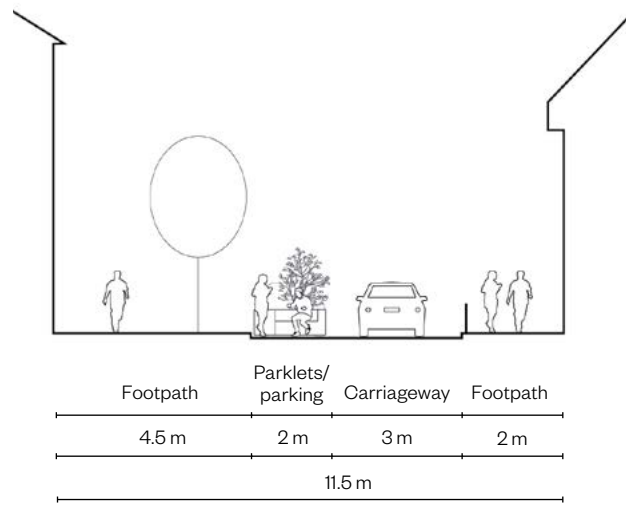 Footpath
Parklets/
parking
Carriageway
Footpath
4.5 m
2 m
3 m
2 m
11.5 m